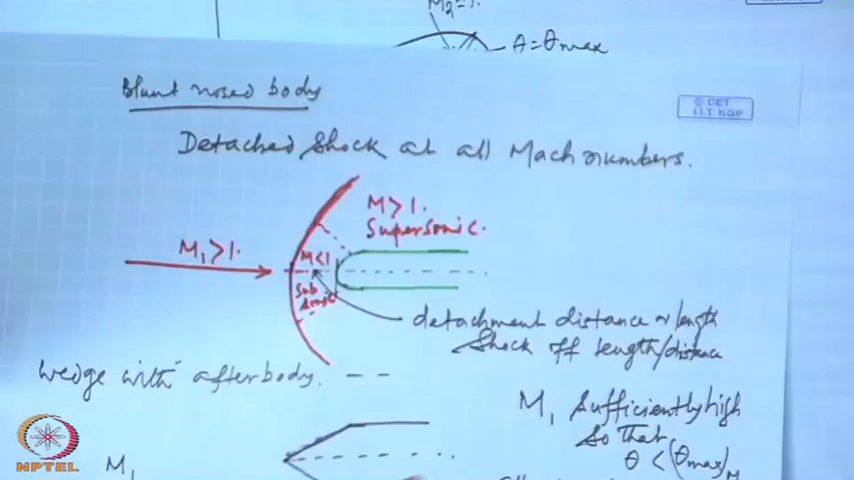 θ = θmax
Blunt nosed body
© CET
I.I.T. KGP
Detached Shock at all Mach numbers.
M > 1.
Supersonic.
M₁ > 1.
M < 1
Sub
sonic
detachment distance or length
Shock off length/distance
Wedge with afterbody. - -
M₁ Sufficiently high
So that
θ < (θmax)M
M₁
NPTEL